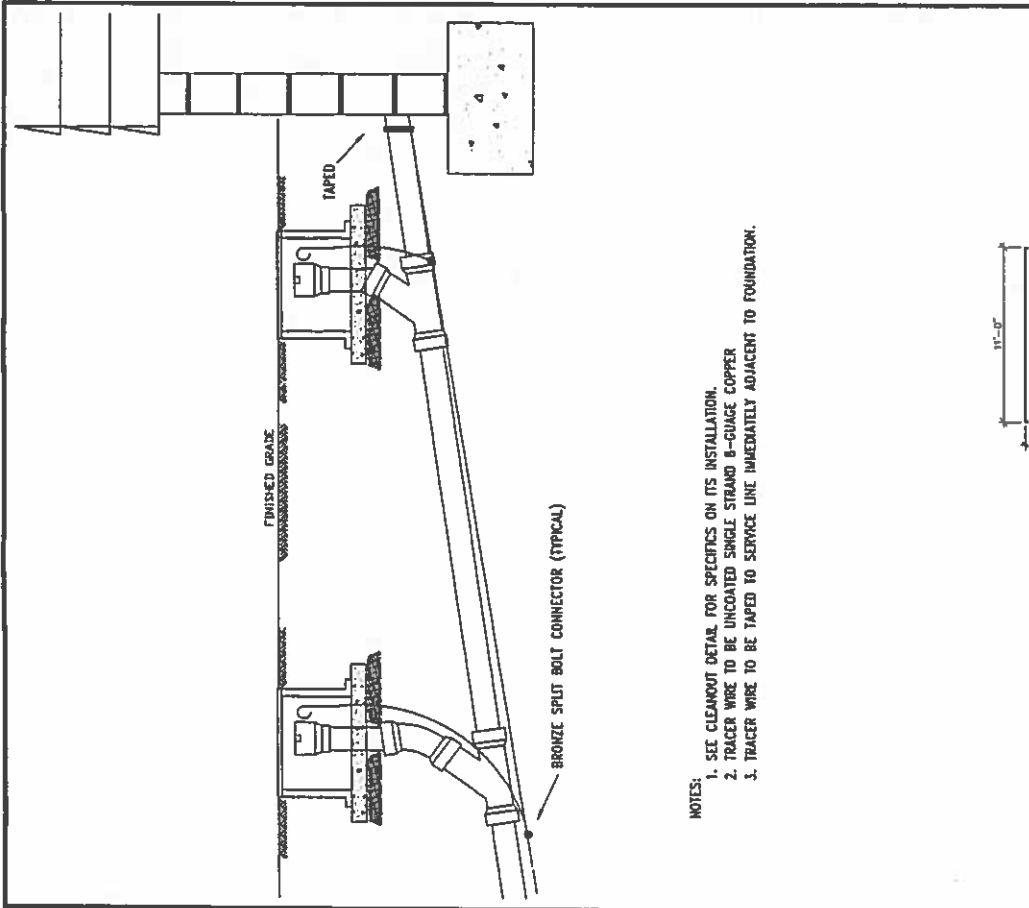 FINISHED GRADE
TAPED
BRONZE SPLIT BOLT CONNECTOR (TYPICAL)
NOTES:
1. SEE CLEANOUT DETAIL FOR SPECIFICS ON ITS INSTALLATION.
2. TRACER WIRE TO BE UNCOATED SINGLE STRAND 8-GUAGE COPPER
3. TRACER WIRE TO BE TAPED TO SERVICE LINE IMMEDIATELY ADJACENT TO FOUNDATION.
11'-0"